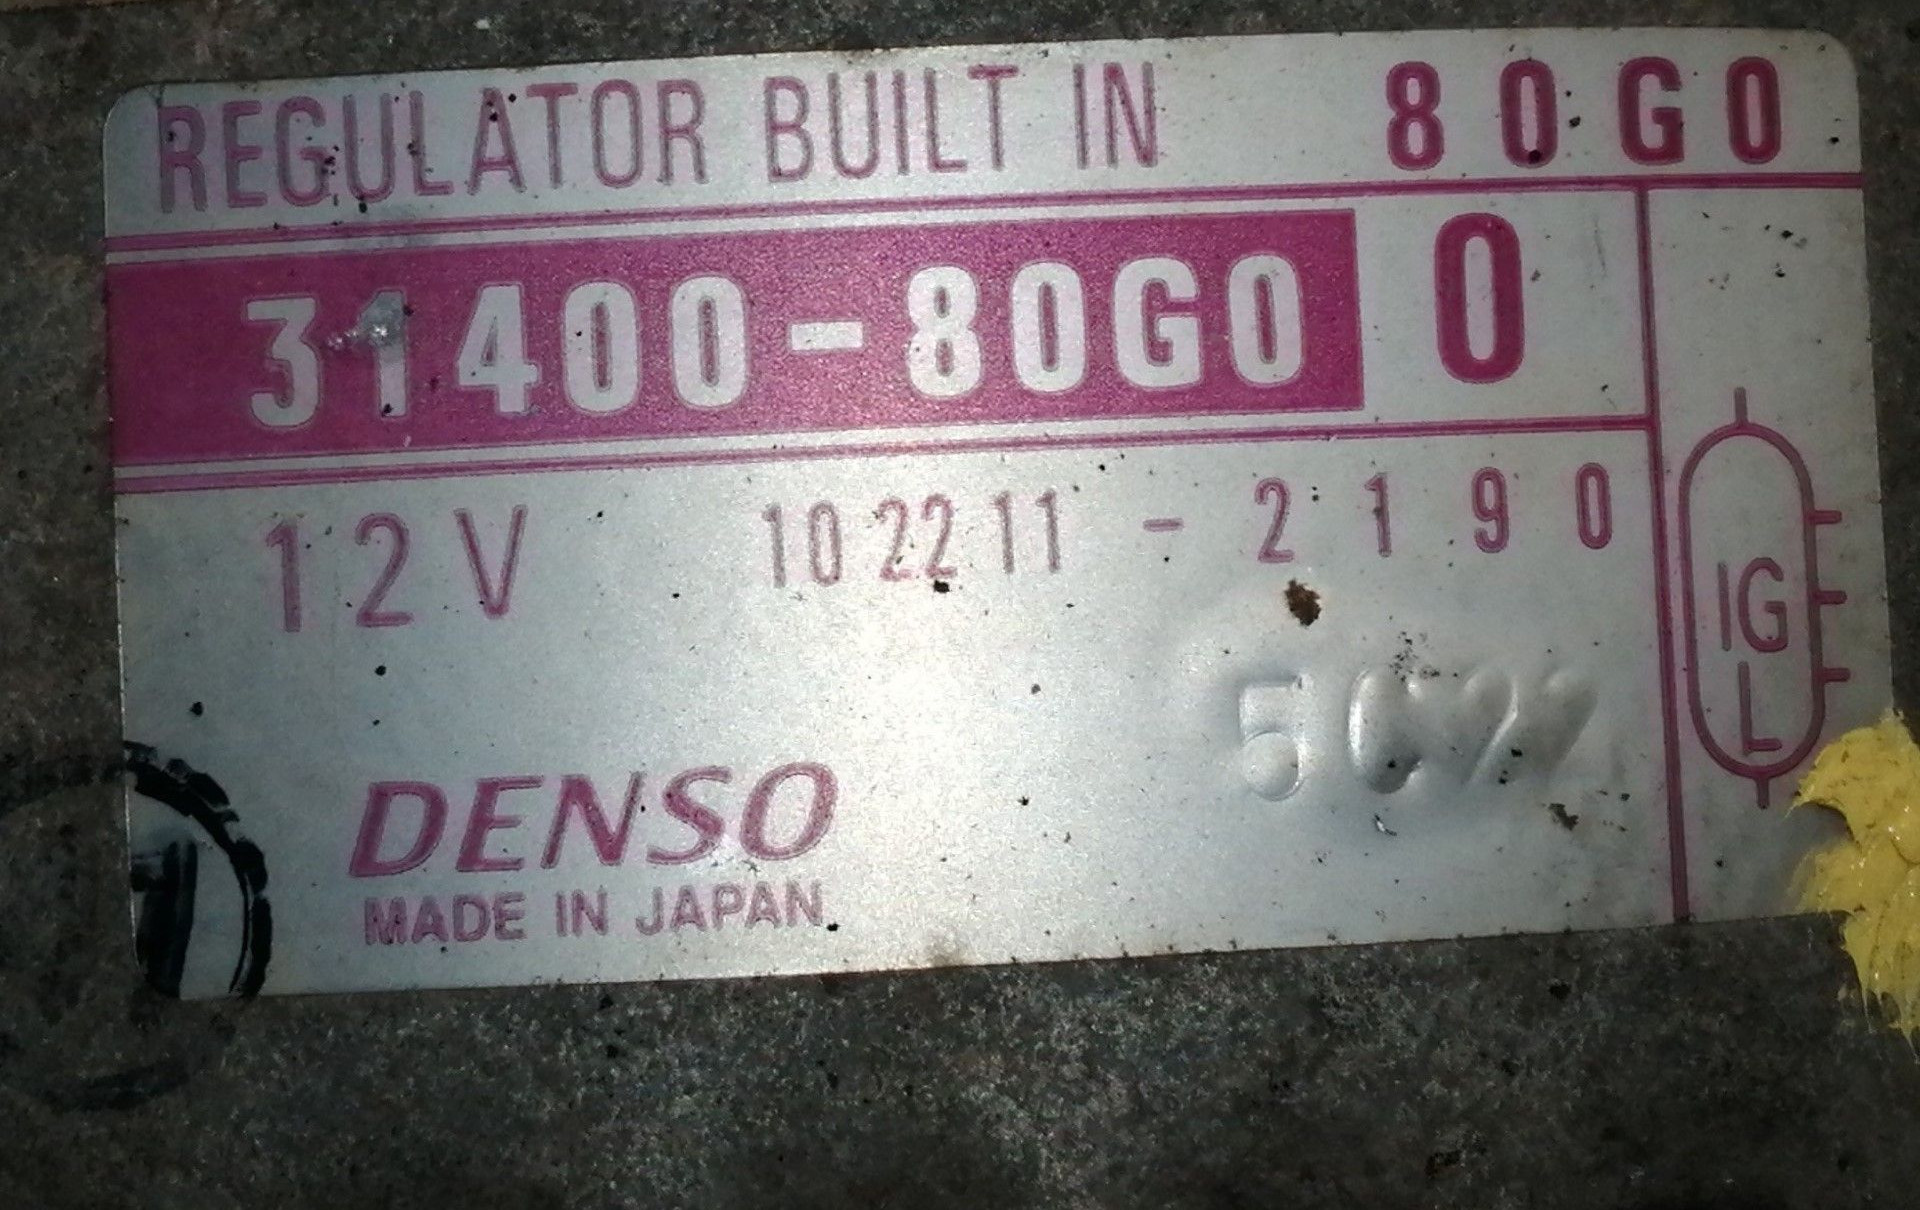 REGULATOR BUILT IN 80G0
31400-80G0 0
12V 102211 - 2190
IG
L
DENSO
MADE IN JAPAN